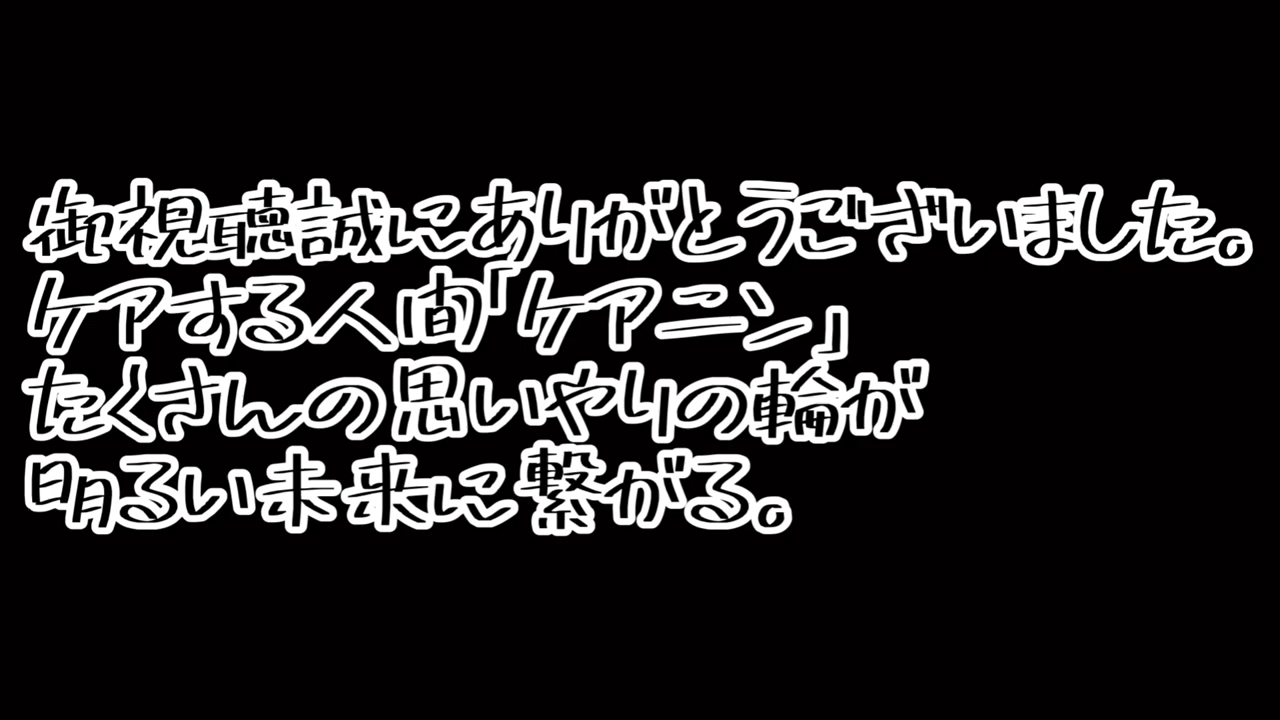 御視聴誠にありがとうございました。
ケアする人間「ケアニン」
たくさんの思いやりの輪が
明るい未来に繋がる。